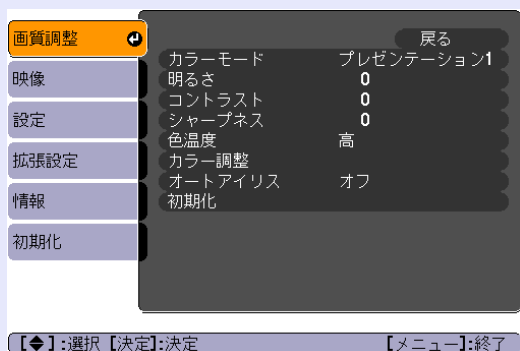 画質調整
映像
設定
拡張設定
情報
初期化
戻る
カラーモード プレゼンテーション1
明るさ 0
コントラスト 0
シャープネス 0
色温度 高
カラー調整
オートアイリス オフ
初期化
【◆】:選択【決定】:決定 【メニュー】:終了